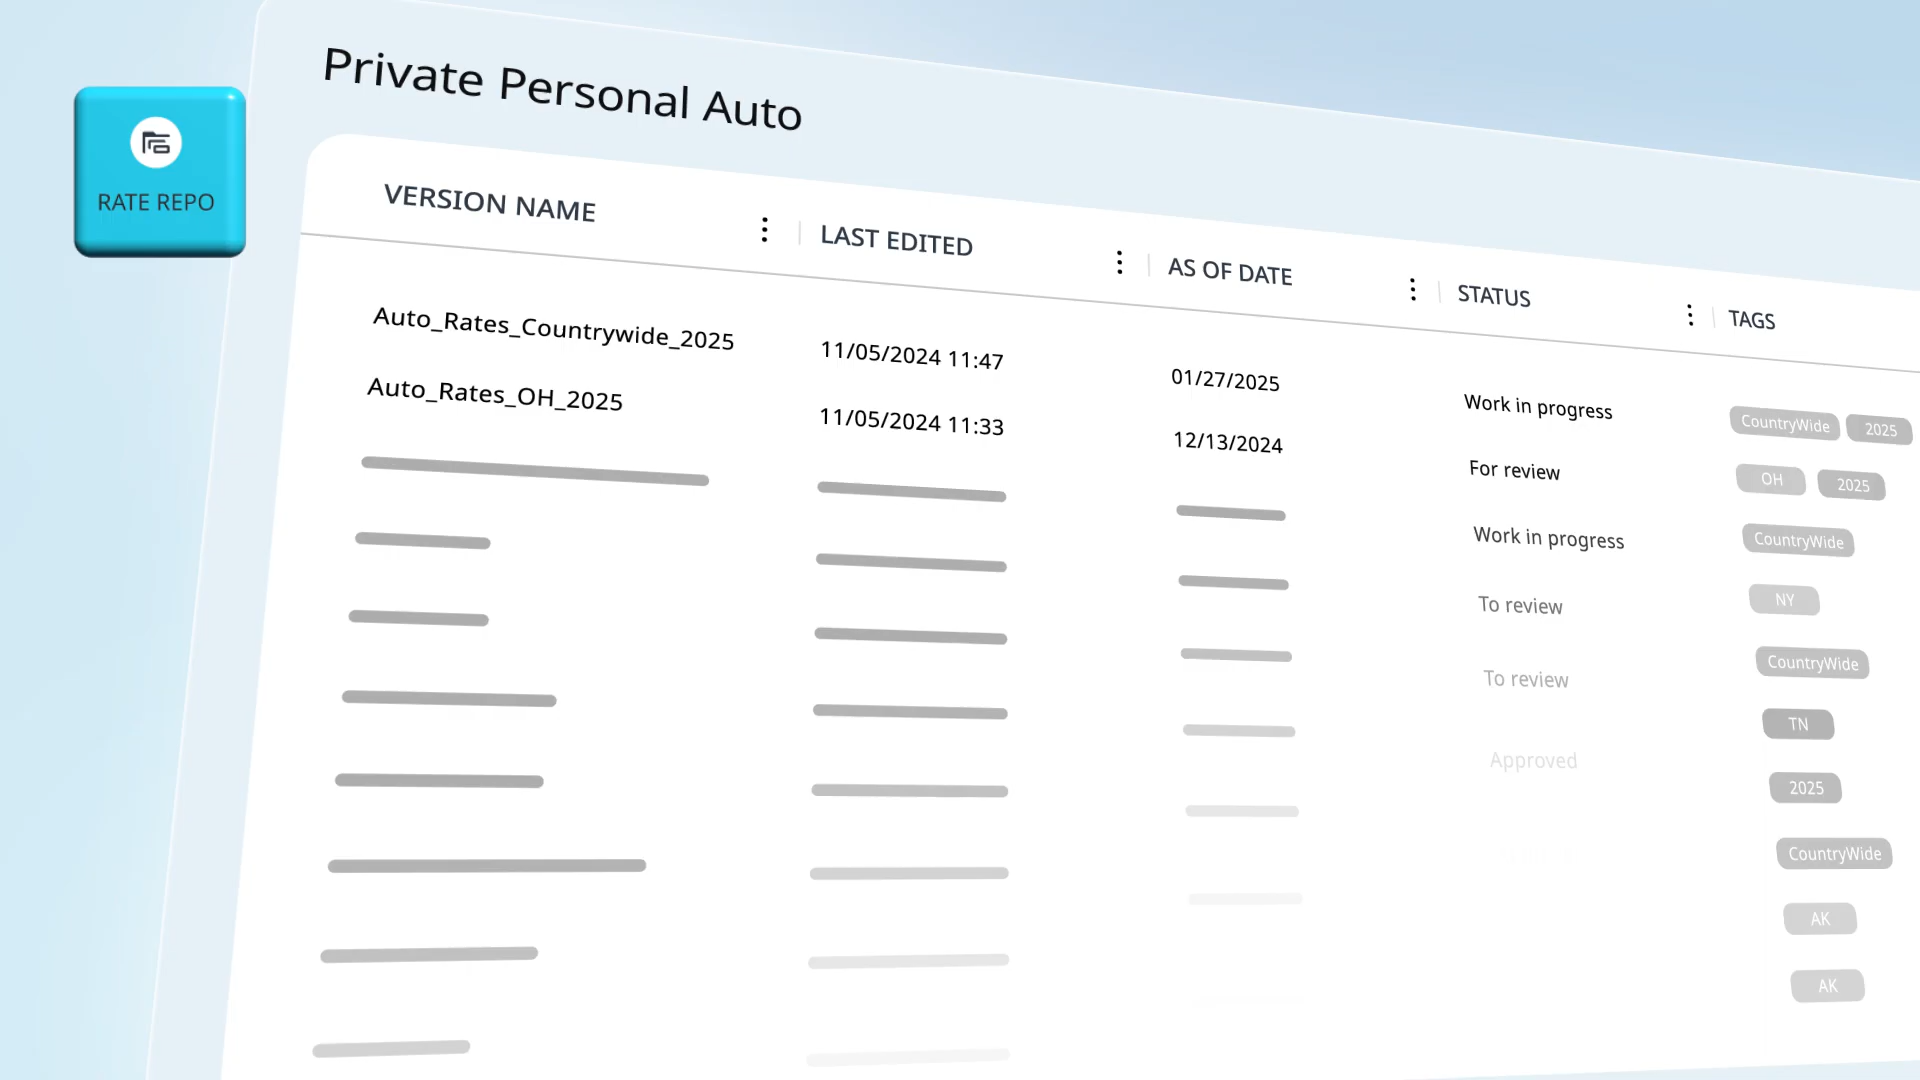 Private Personal Auto
RATE REPO
VERSION NAME
LAST EDITED
AS OF DATE
STATUS
TAGS
Auto_Rates_Countrywide_2025
11/05/2024 11:47
01/27/2025
Work in progress
CountryWide
2025
Auto_Rates_OH_2025
11/05/2024 11:33
12/13/2024
For review
OH
2025
Work in progress
CountryWide
To review
NY
To review
CountryWide
Approved
TN
2025
CountryWide
AK
AK